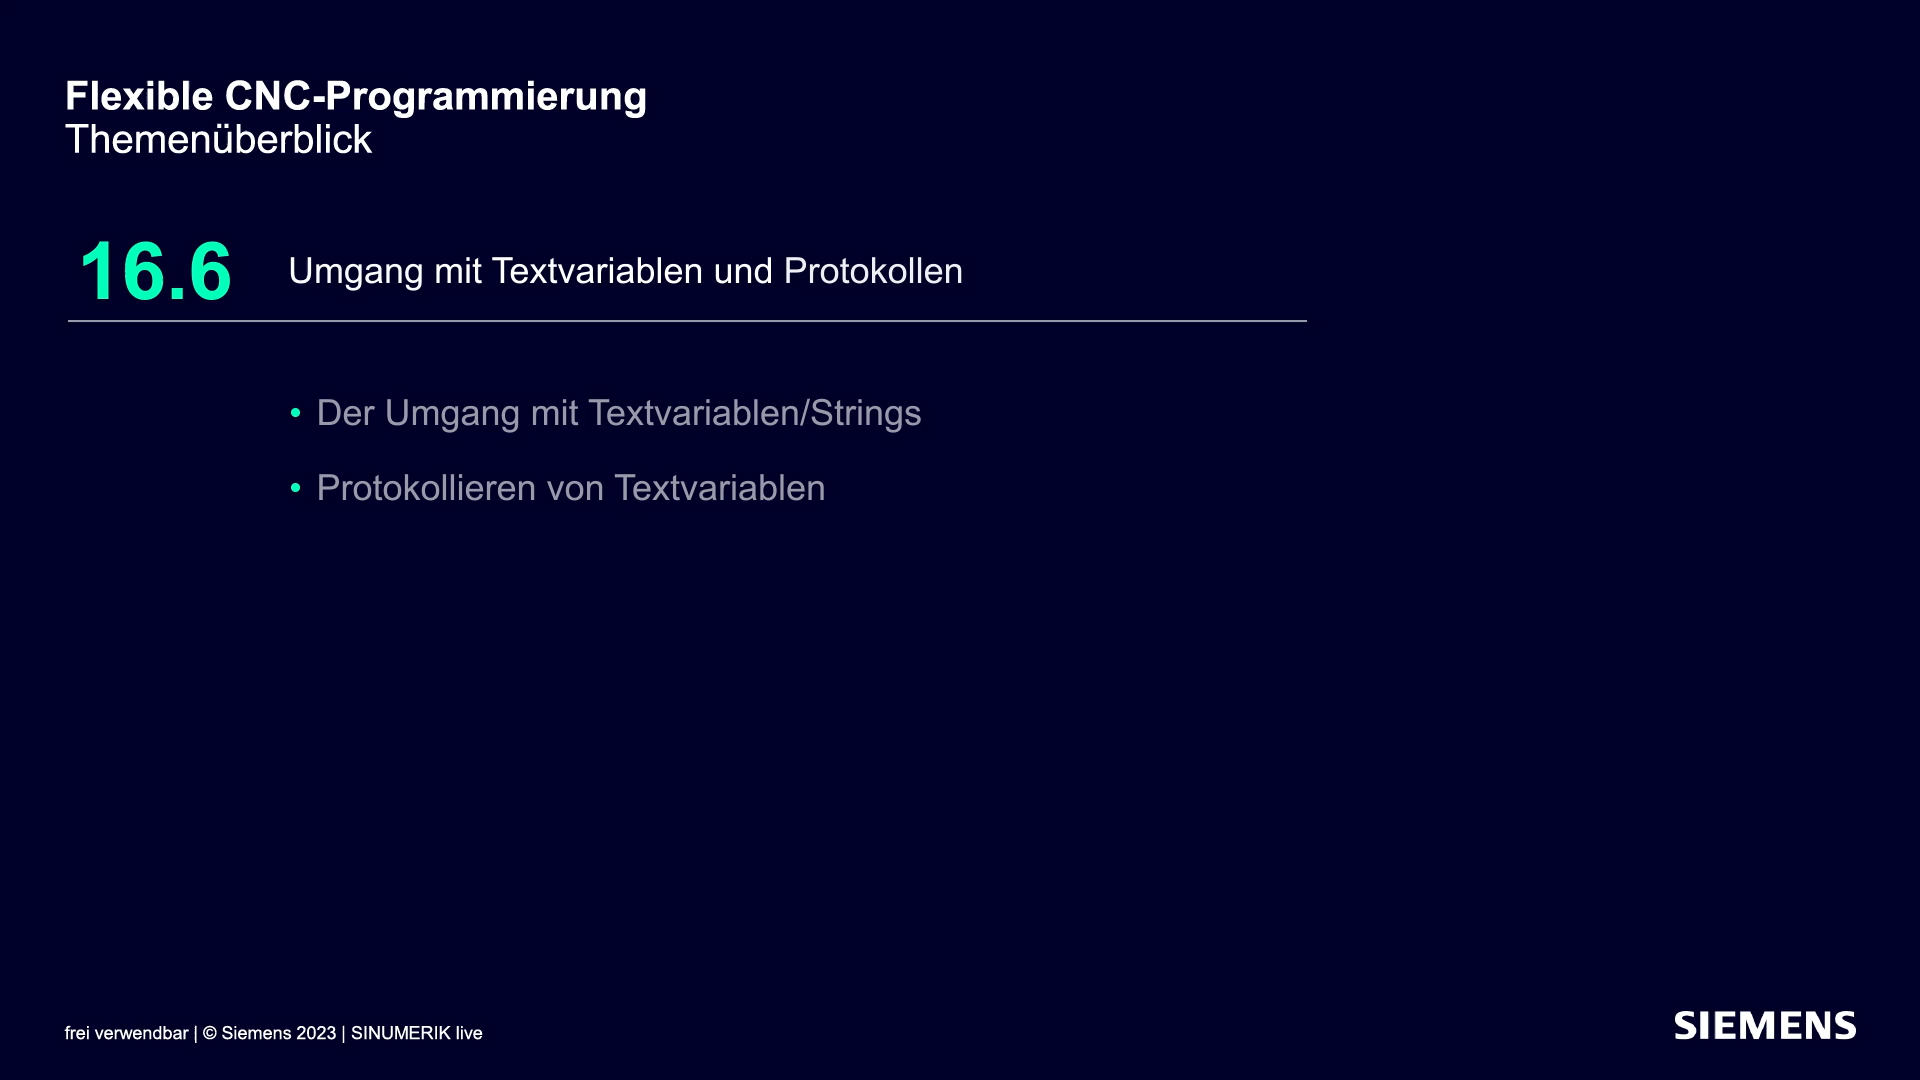 Flexible CNC-Programmierung
Themenüberblick
16.6 Umgang mit Textvariablen und Protokollen
• Der Umgang mit Textvariablen/Strings
• Protokollieren von Textvariablen
frei verwendbar | © Siemens 2023 | SINUMERIK live
SIEMENS